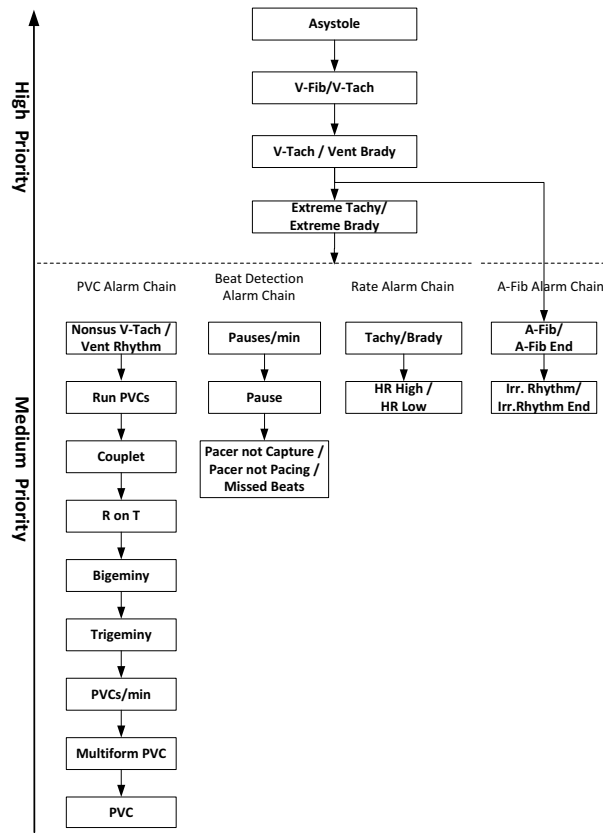 High Priority
Asystole
V-Fib/V-Tach
V-Tach / Vent Brady
Extreme Tachy/
Extreme Brady
Medium Priority
PVC Alarm Chain
Nonsus V-Tach /
Vent Rhythm
Run PVCs
Couplet
R on T
Bigeminy
Trigeminy
PVCs/min
Multiform PVC
PVC
Beat Detection
Alarm Chain
Pauses/min
Pause
Pacer not Capture /
Pacer not Pacing /
Missed Beats
Rate Alarm Chain
Tachy/Brady
HR High /
HR Low
A-Fib Alarm Chain
A-Fib/
A-Fib End
Irr. Rhythm/
Irr.Rhythm End